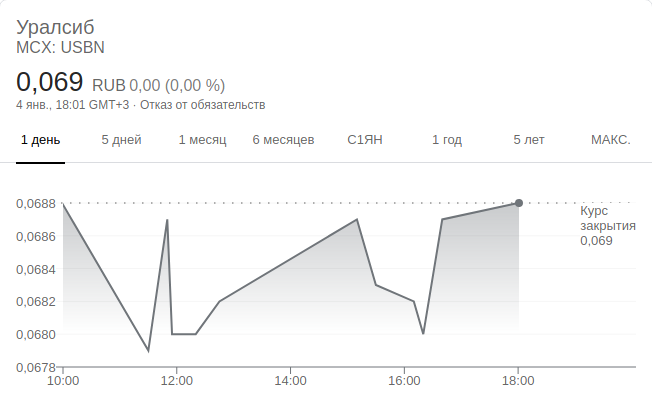 Уралсиб
MCX: USBN
0,069 RUB 0,00 (0,00 %)
4 янв., 18:01 GMT+3 · Отказ от обязательств
1 день 5 дней 1 месяц 6 месяцев С1ЯН 1 год 5 лет МАКС.
0,0688
Курс
закрытия
0,069
0,0686
0,0684
0,0682
0,0680
0,0678
10:00 12:00 14:00 16:00 18:00